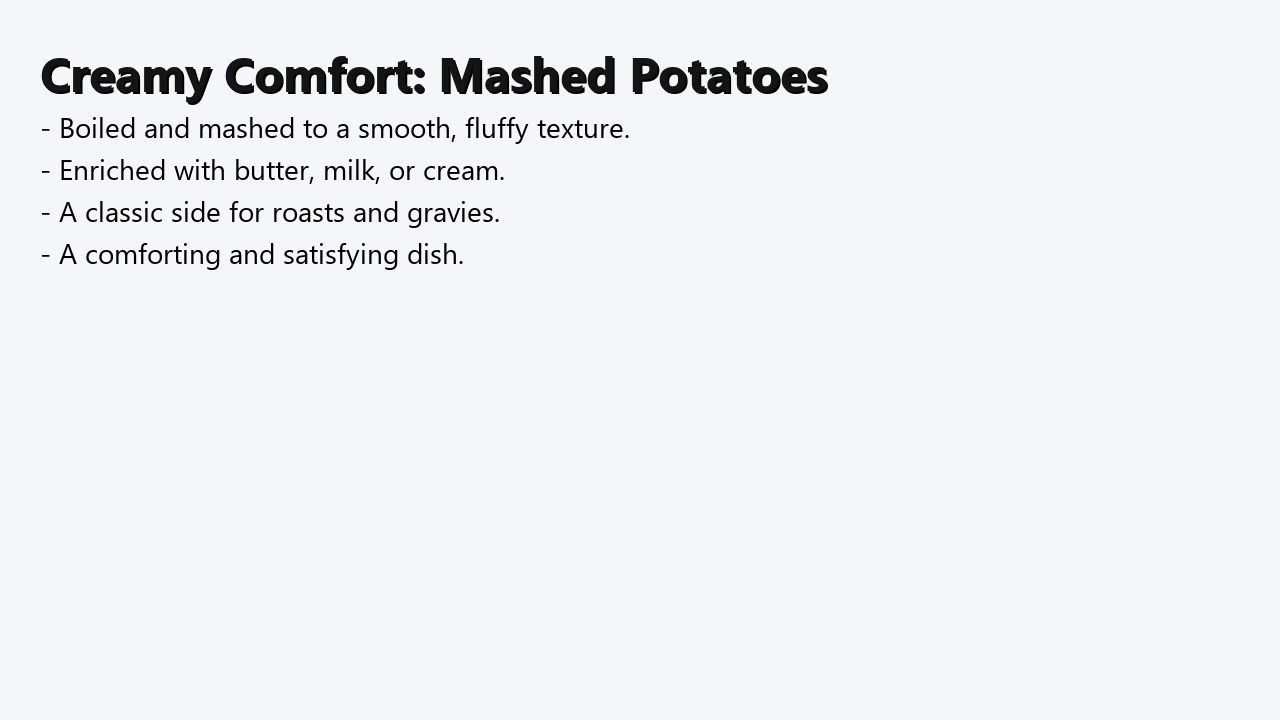 Creamy Comfort: Mashed Potatoes
- Boiled and mashed to a smooth, fluffy texture.
- Enriched with butter, milk, or cream.
- A classic side for roasts and gravies.
- A comforting and satisfying dish.